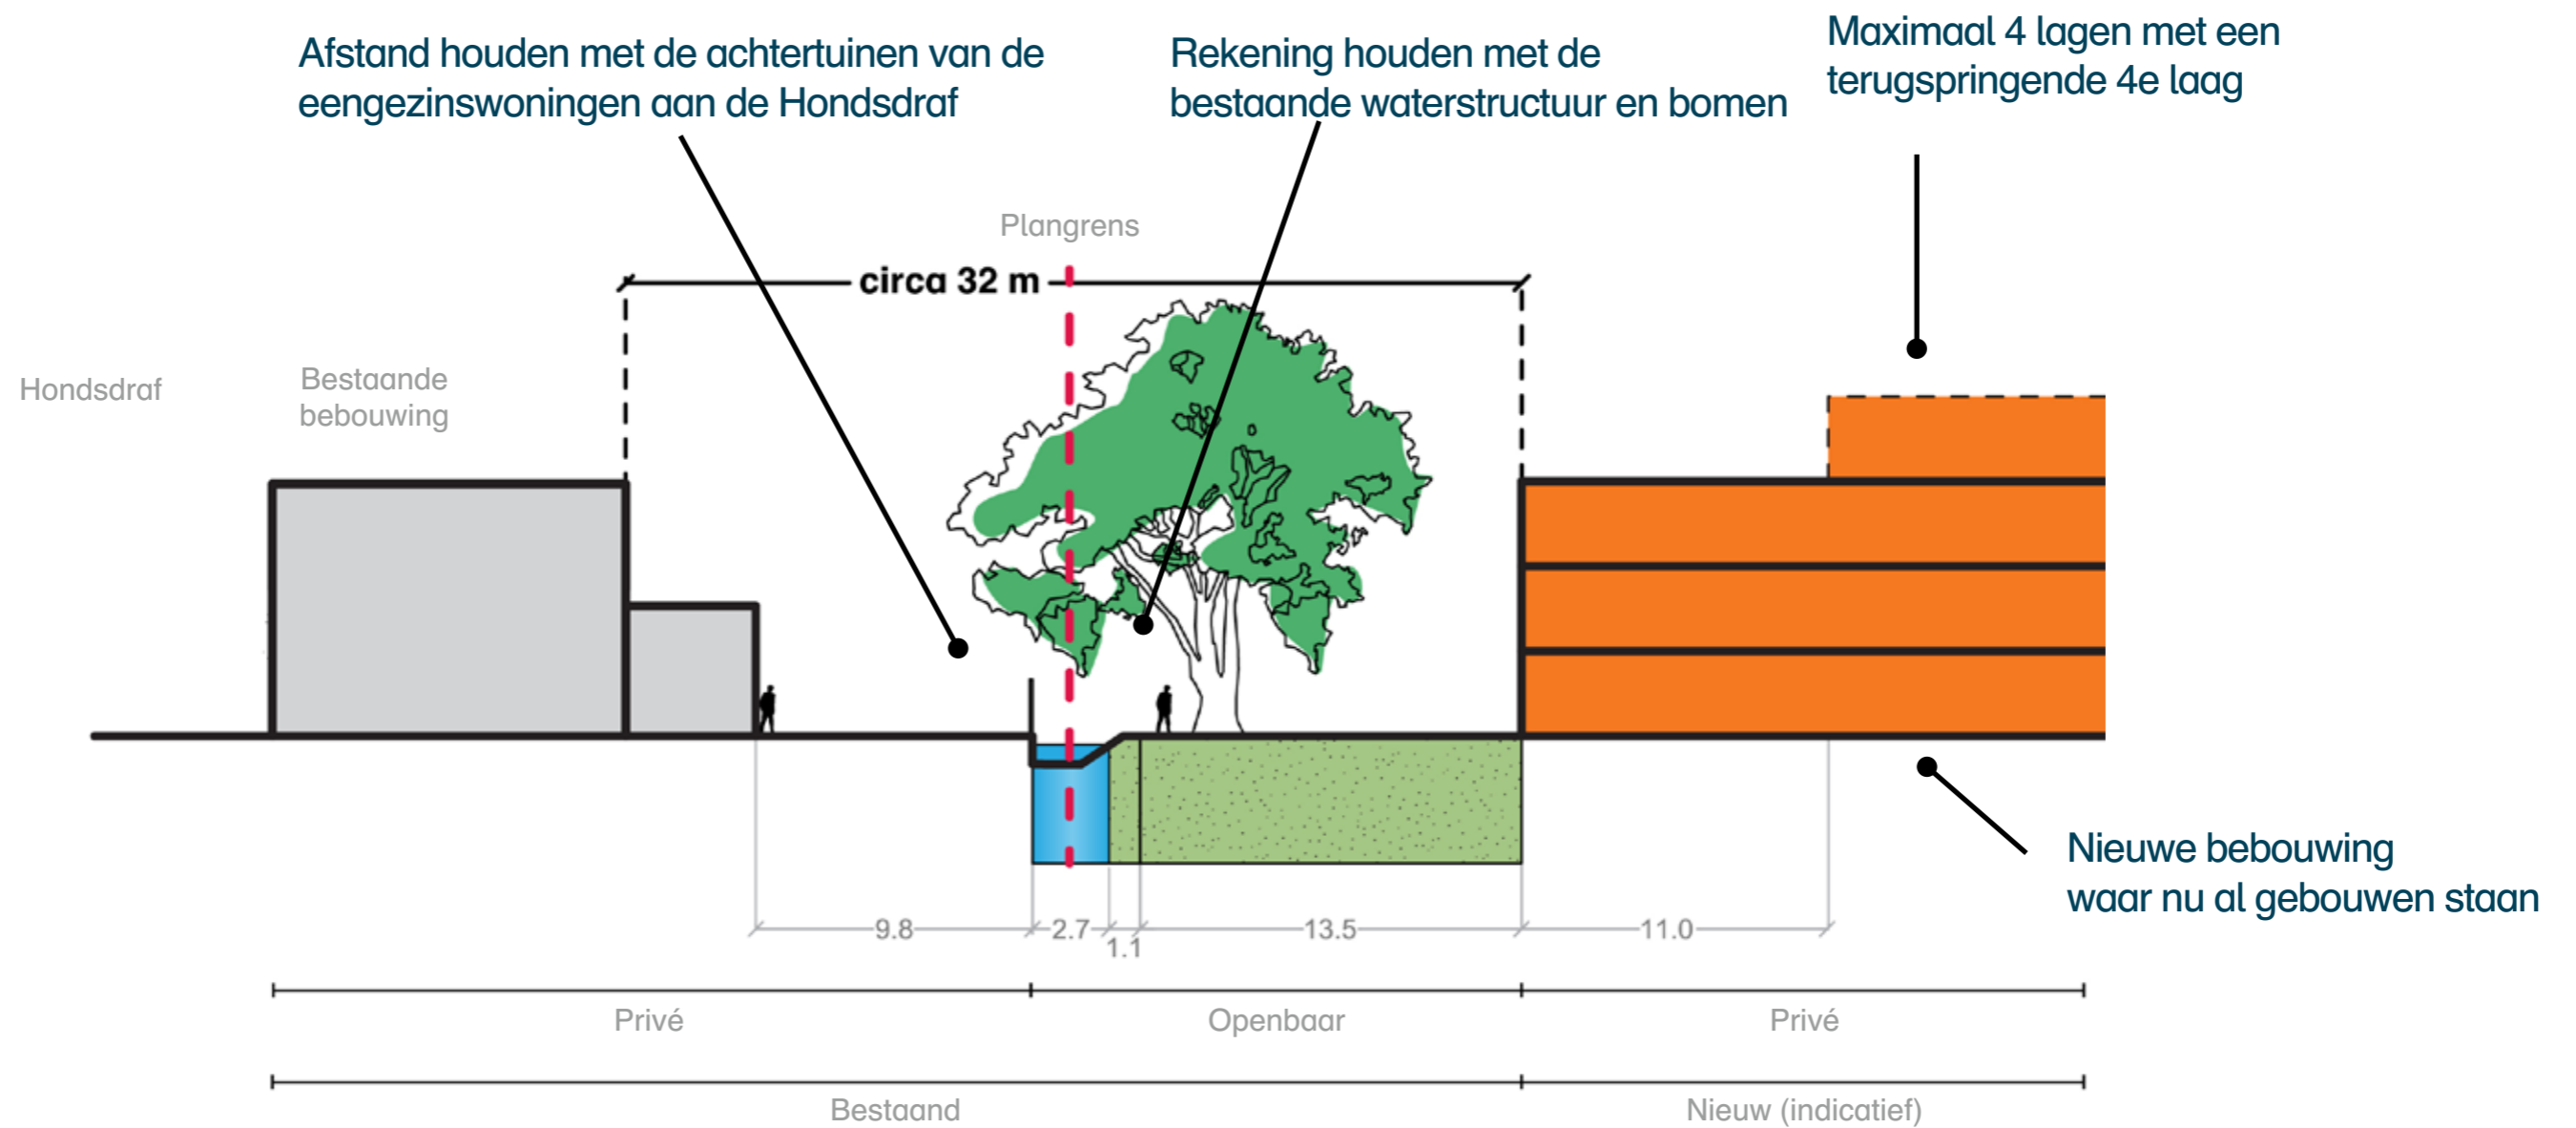 Afstand houden met de achtertuinen van de
eengezinswoningen aan de Hondsdraf
Rekening houden met de
bestaande waterstructuur en bomen
Maximaal 4 lagen met een
terugspringende 4e laag
Plangrens
circa 32 m
Hondsdraf
Bestaande
bebouwing
Nieuwe bebouwing
waar nu al gebouwen staan
9.8
2.7
1.1
13.5
11.0
Privé
Openbaar
Privé
Bestaand
Nieuw (indicatief)